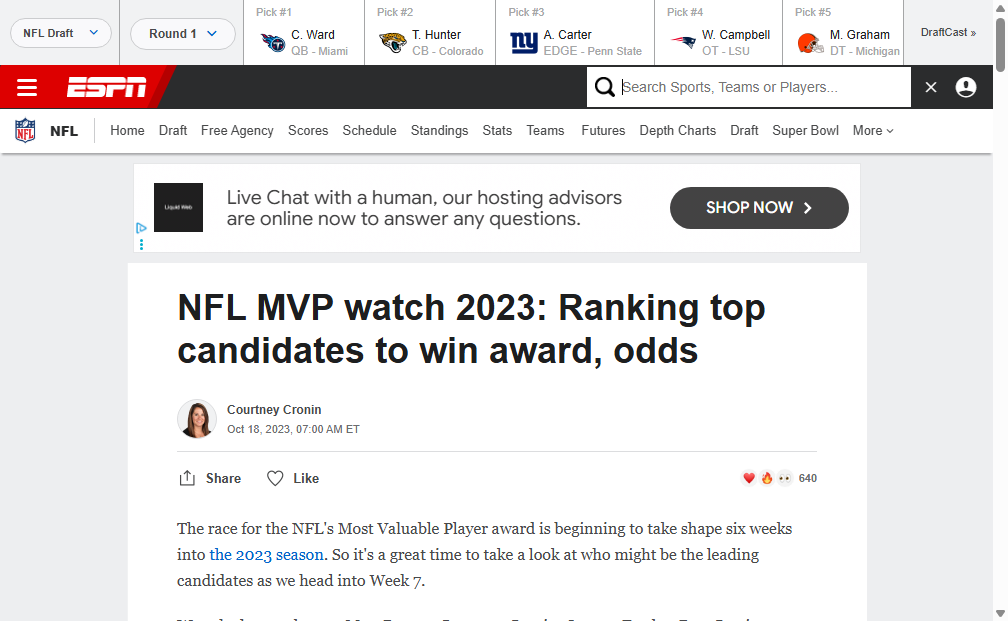 NFL Draft
Round 1
Pick #1
C. Ward
QB - Miami
Pick #2
T. Hunter
CB - Colorado
Pick #3
A. Carter
EDGE - Penn State
Pick #4
W. Campbell
OT - LSU
Pick #5
M. Graham
DT - Michigan
DraftCast »
ESPN
Search Sports, Teams or Players...
NFL
NFL
Home Draft Free Agency Scores Schedule Standings Stats Teams Futures Depth Charts Draft Super Bowl More
Liquid Web
Live Chat with a human, our hosting advisors
are online now to answer any questions.
SHOP NOW
NFL MVP watch 2023: Ranking top
candidates to win award, odds
Courtney Cronin
Oct 18, 2023, 07:00 AM ET
Share
Like
640
The race for the NFL's Most Valuable Player award is beginning to take shape six weeks
into the 2023 season. So it's a great time to take a look at who might be the leading
candidates as we head into Week 7.